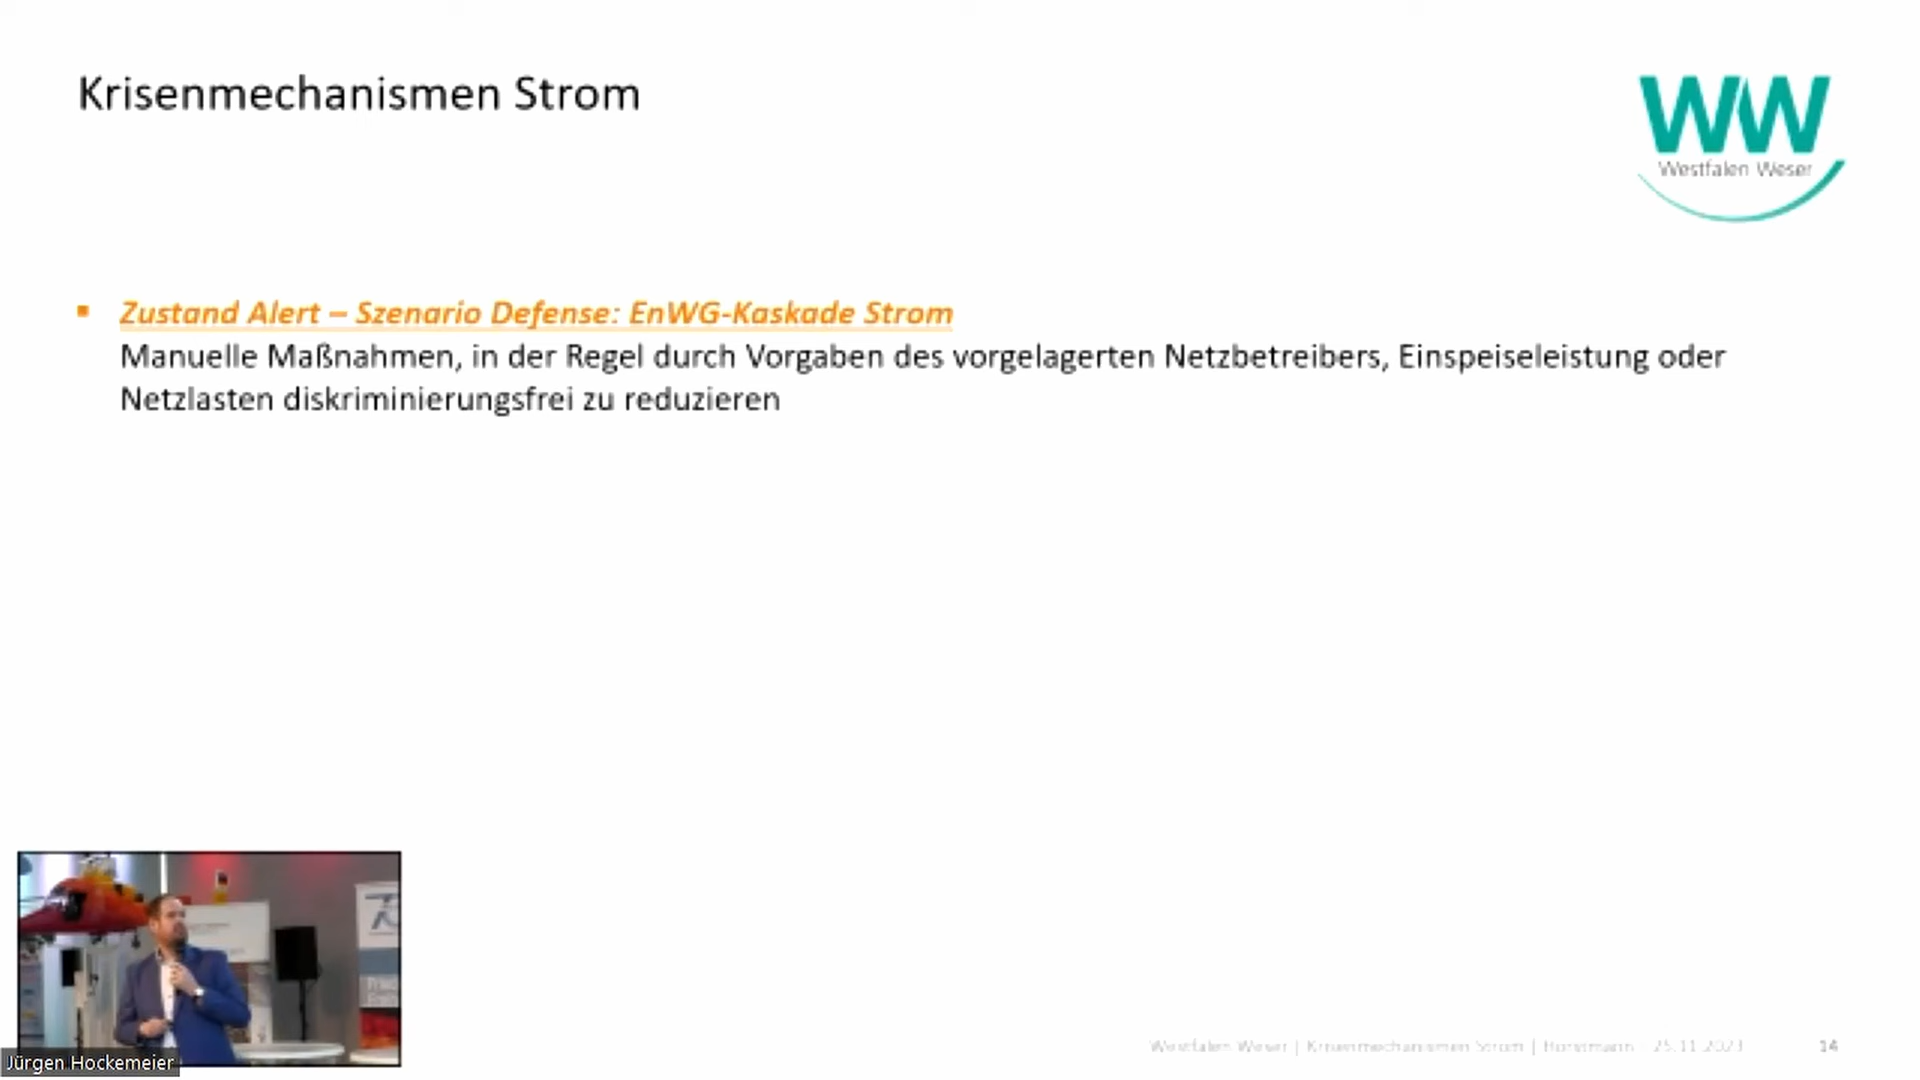 Krisenmechanismen Strom
WW
Westfalen Weser
Zustand Alert – Szenario Defense: EnWG-Kaskade Strom
Manuelle Maßnahmen, in der Regel durch Vorgaben des vorgelagerten Netzbetreibers, Einspeiseleistung oder
Netzlasten diskriminierungsfrei zu reduzieren
Jürgen Hockemeier
Westfalen Weser | Krisenmechanismen Strom | Horstmann - 25.11.2023
14